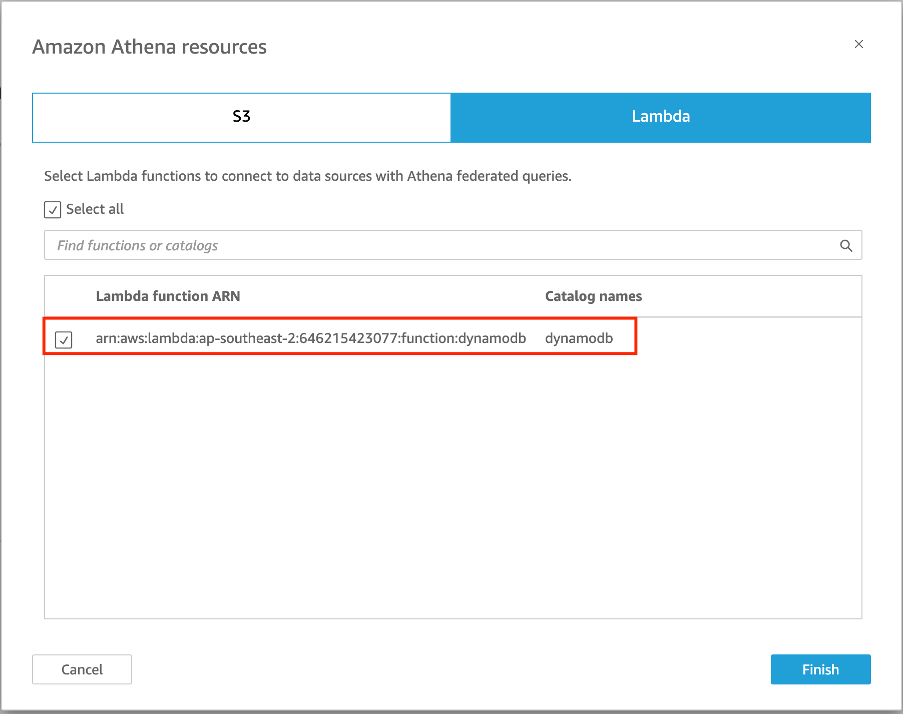 Amazon Athena resources
S3
Lambda
Select Lambda functions to connect to data sources with Athena federated queries.
Select all
Find functions or catalogs
Lambda function ARN Catalog names
arn:aws:lambda:ap-southeast-2:646215423077:function:dynamodb dynamodb
Cancel Finish